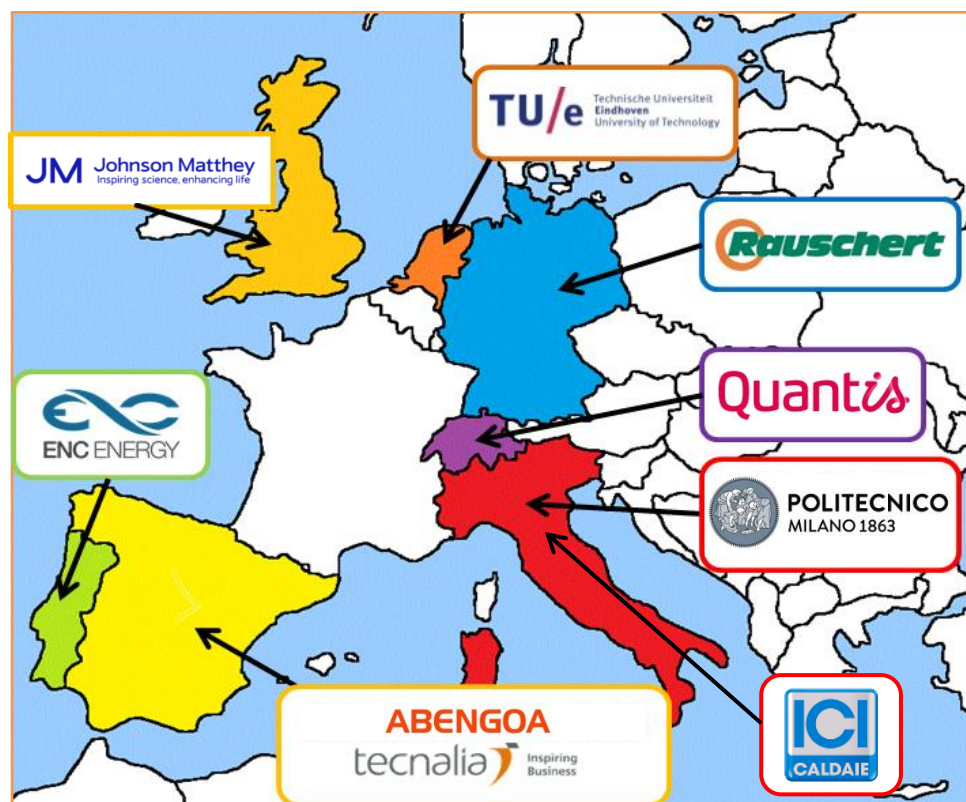 TU/e
Technische Universiteit
Eindhoven
University of Technology
JM Johnson Matthey
Inspiring science, enhancing life
Rauschert
Quantis
ENC ENERGY
POLITECNICO
MILANO 1863
ABENGOA
tecnalia Inspiring
Business
ICI
CALDAIE